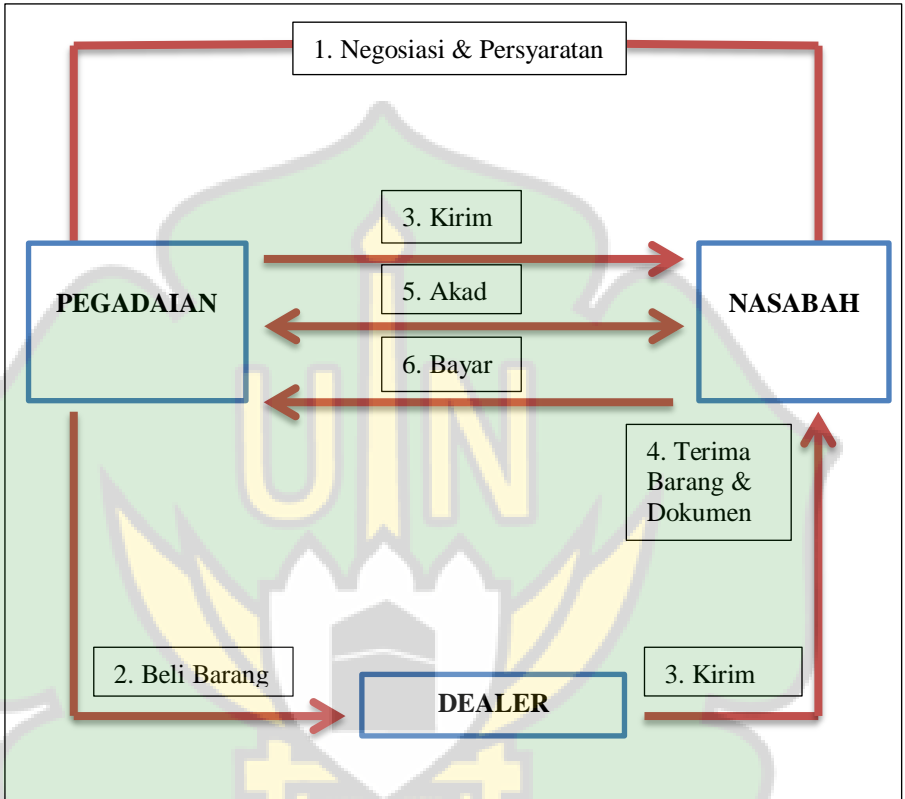 1. Negosiasi & Persyaratan
3. Kirim
PEGADAIAN
5. Akad
NASABAH
6. Bayar
4. Terima
Barang &
Dokumen
2. Beli Barang
DEALER
3. Kirim
UIN